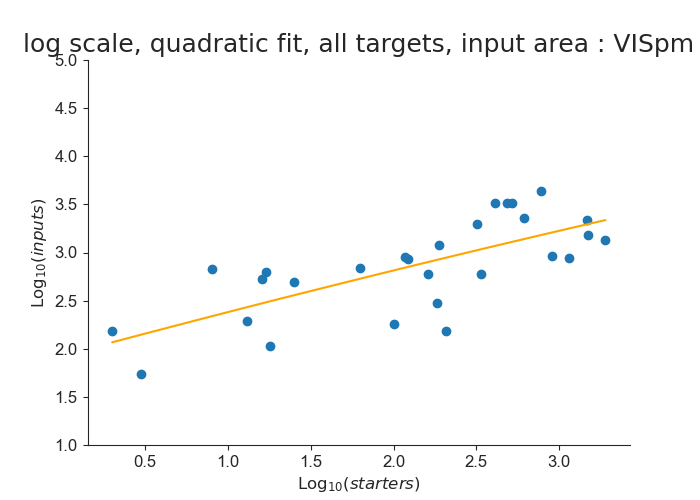 log scale, quadratic fit, all targets, input area : VISpm
5.0
4.5
4.0
3.5
3.0
2.5
2.0
1.5
1.0
Log₁₀(inputs)
0.5 1.0 1.5 2.0 2.5 3.0
Log₁₀(starters)